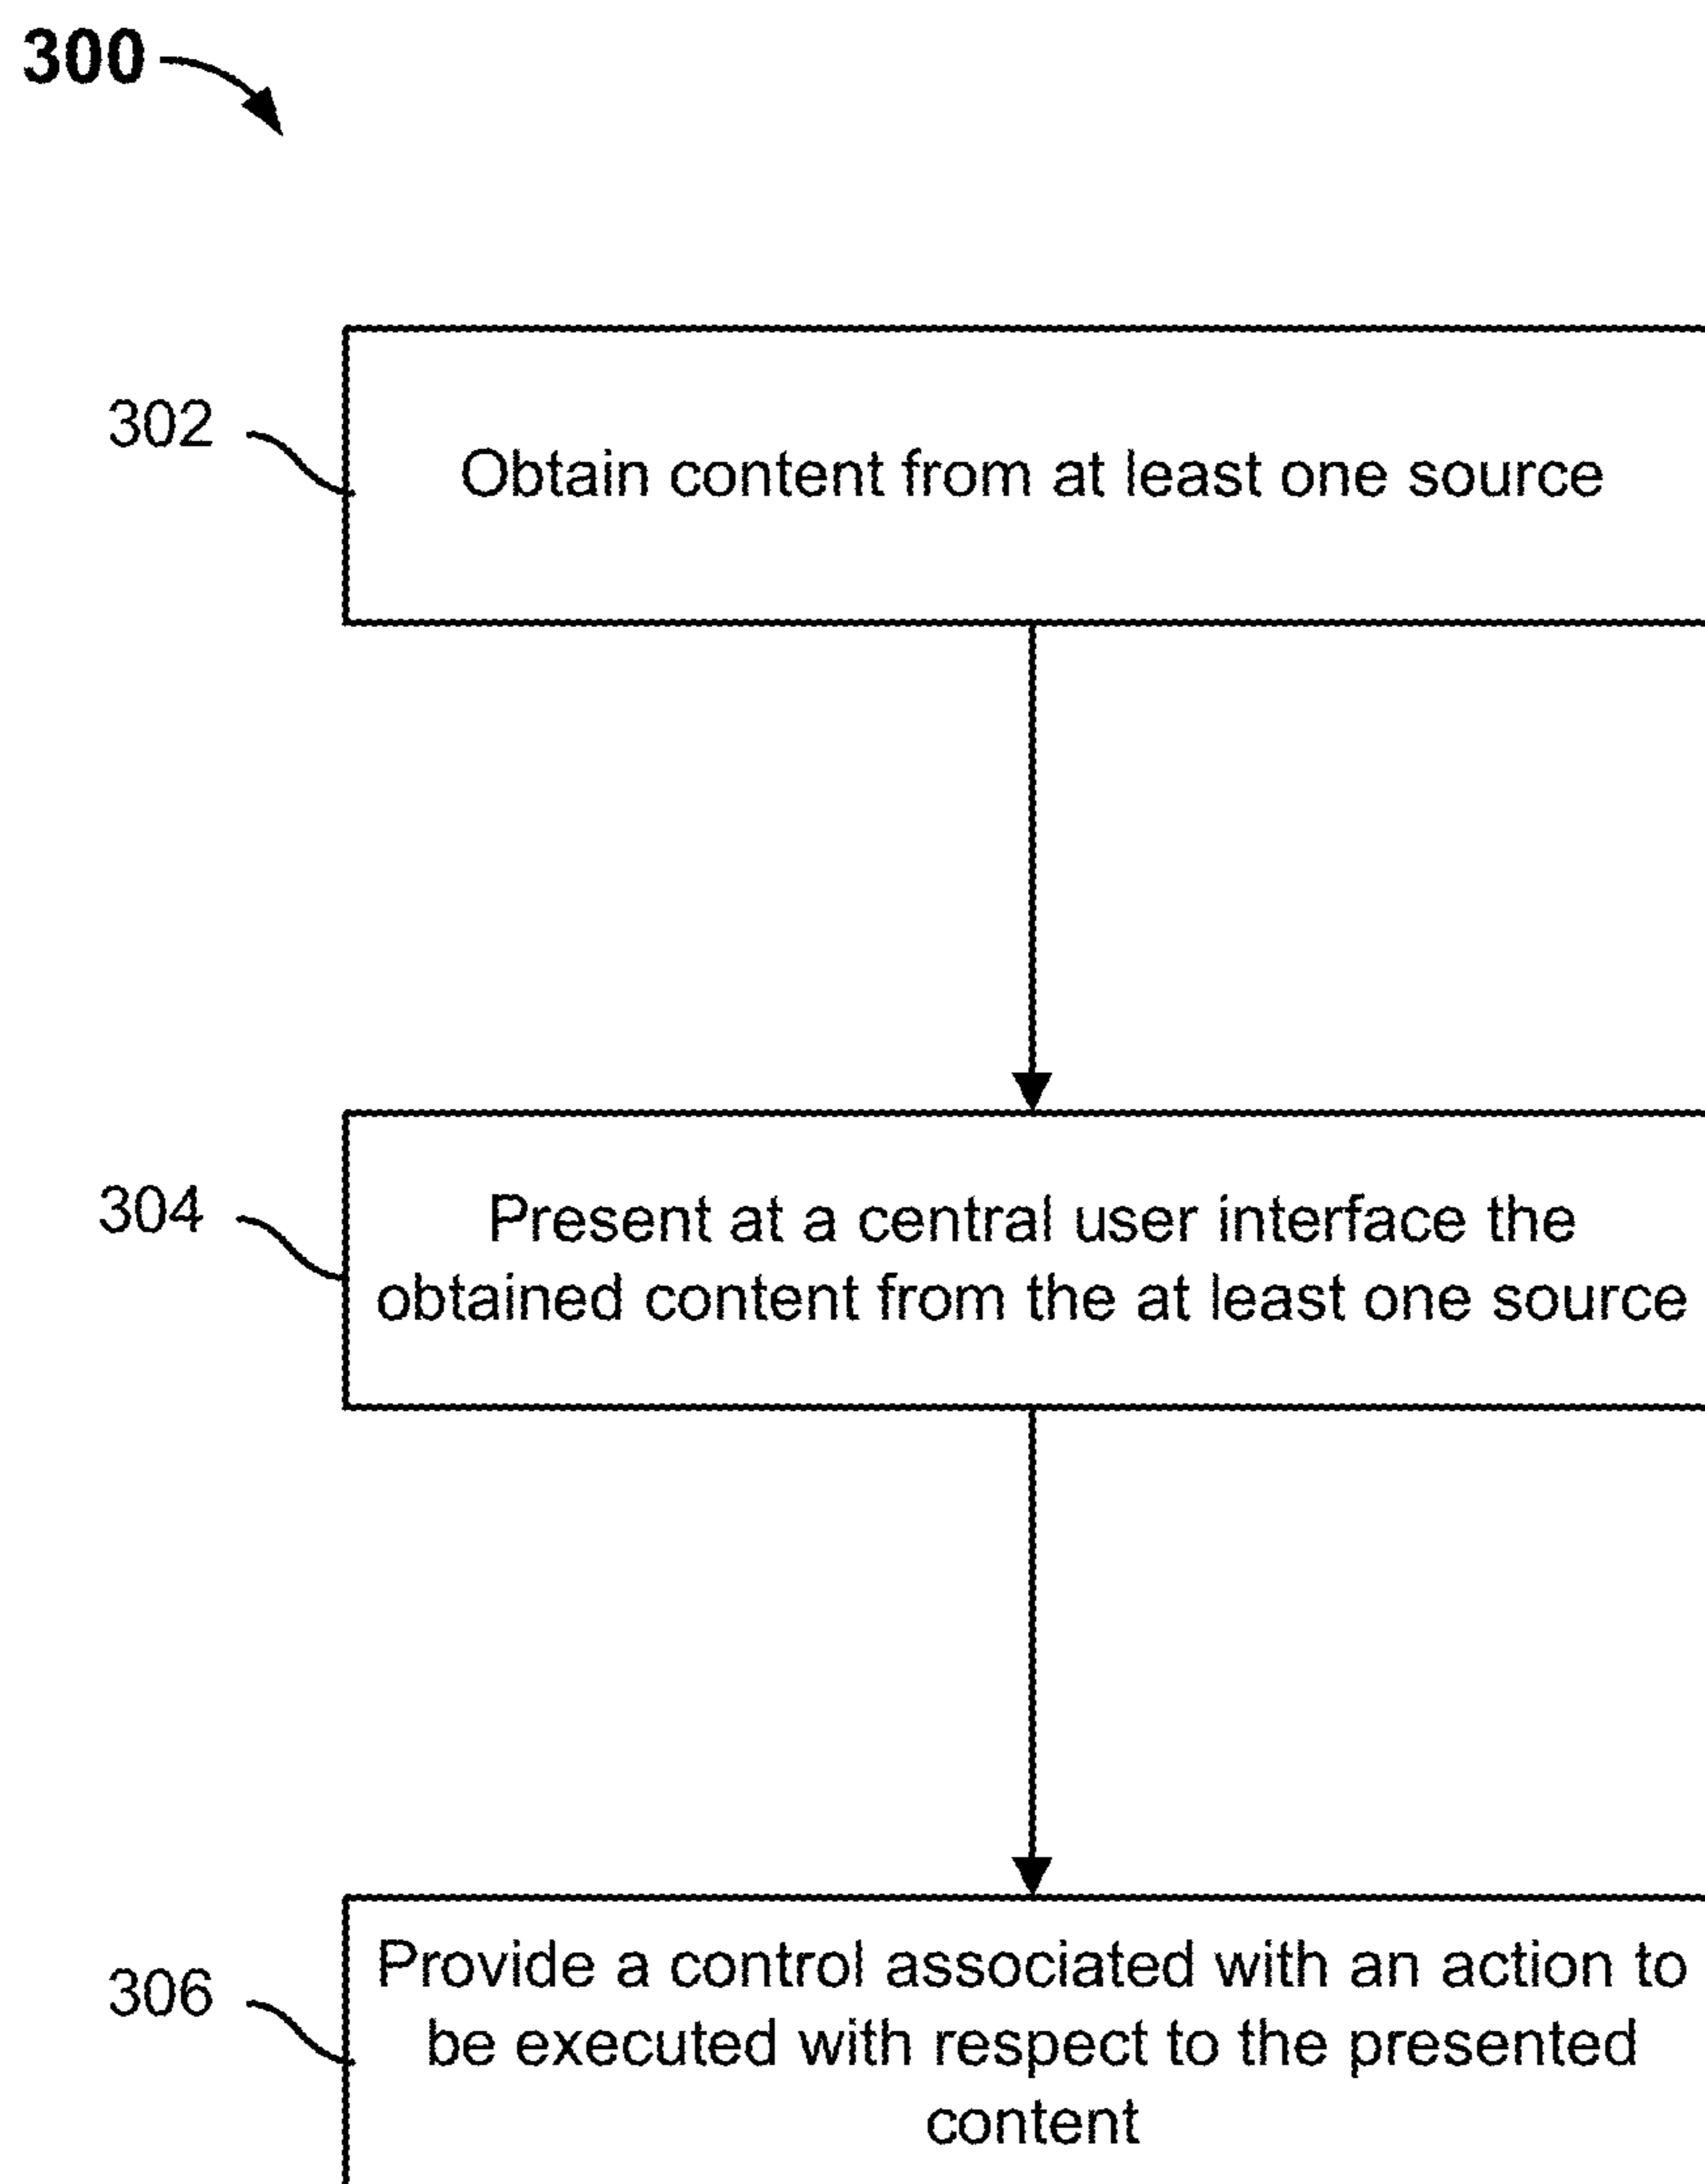 300
302
Obtain content from at least one source
304
Present at a central user interface the
obtained content from the at least one source
306
Provide a control associated with an action to
be executed with respect to the presented
content